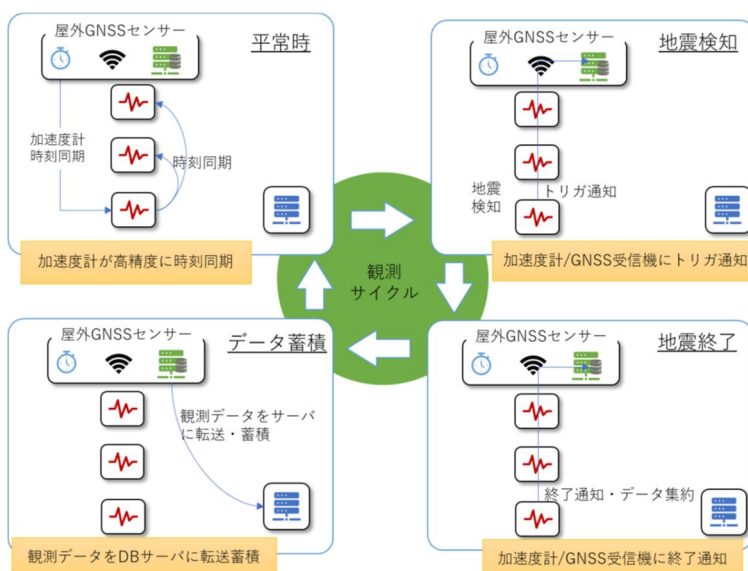 屋外GNSSセンサー
平常時
加速度計
時刻同期
時刻同期
加速度計が高精度に時刻同期
屋外GNSSセンサー
地震検知
地震
検知
トリガ通知
加速度計/GNSS受信機にトリガ通知
観測
サイクル
屋外GNSSセンサー
データ蓄積
観測データをサーバ
に転送・蓄積
観測データをDBサーバに転送蓄積
屋外GNSSセンサー
地震終了
終了通知・データ集約
加速度計/GNSS受信機に終了通知